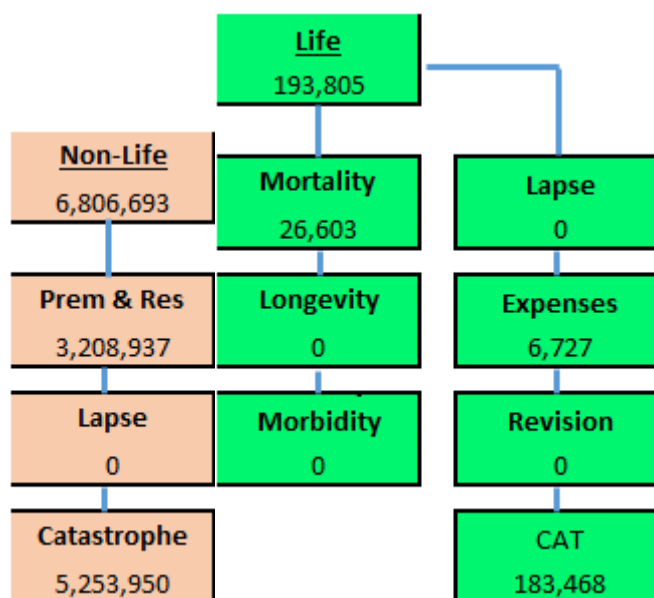 Life
193,805
Non-Life
6,806,693
Prem & Res
3,208,937
Lapse
0
Catastrophe
5,253,950
Mortality
26,603
Longevity
0
Morbidity
0
Lapse
0
Expenses
6,727
Revision
0
CAT
183,468